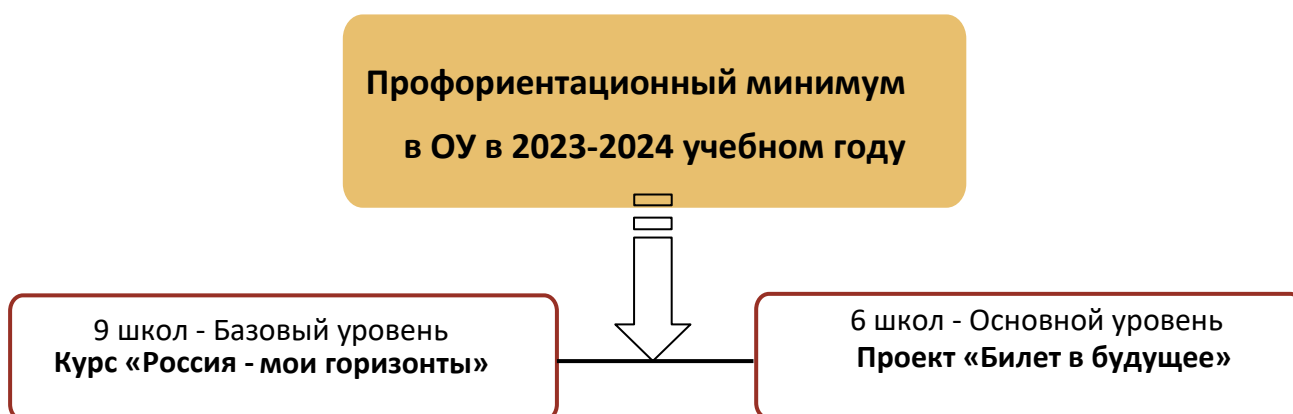 Профориентационный минимум
в ОУ в 2023-2024 учебном году
9 школ - Базовый уровень
Курс «Россия - мои горизонты»
6 школ - Основной уровень
Проект «Билет в будущее»